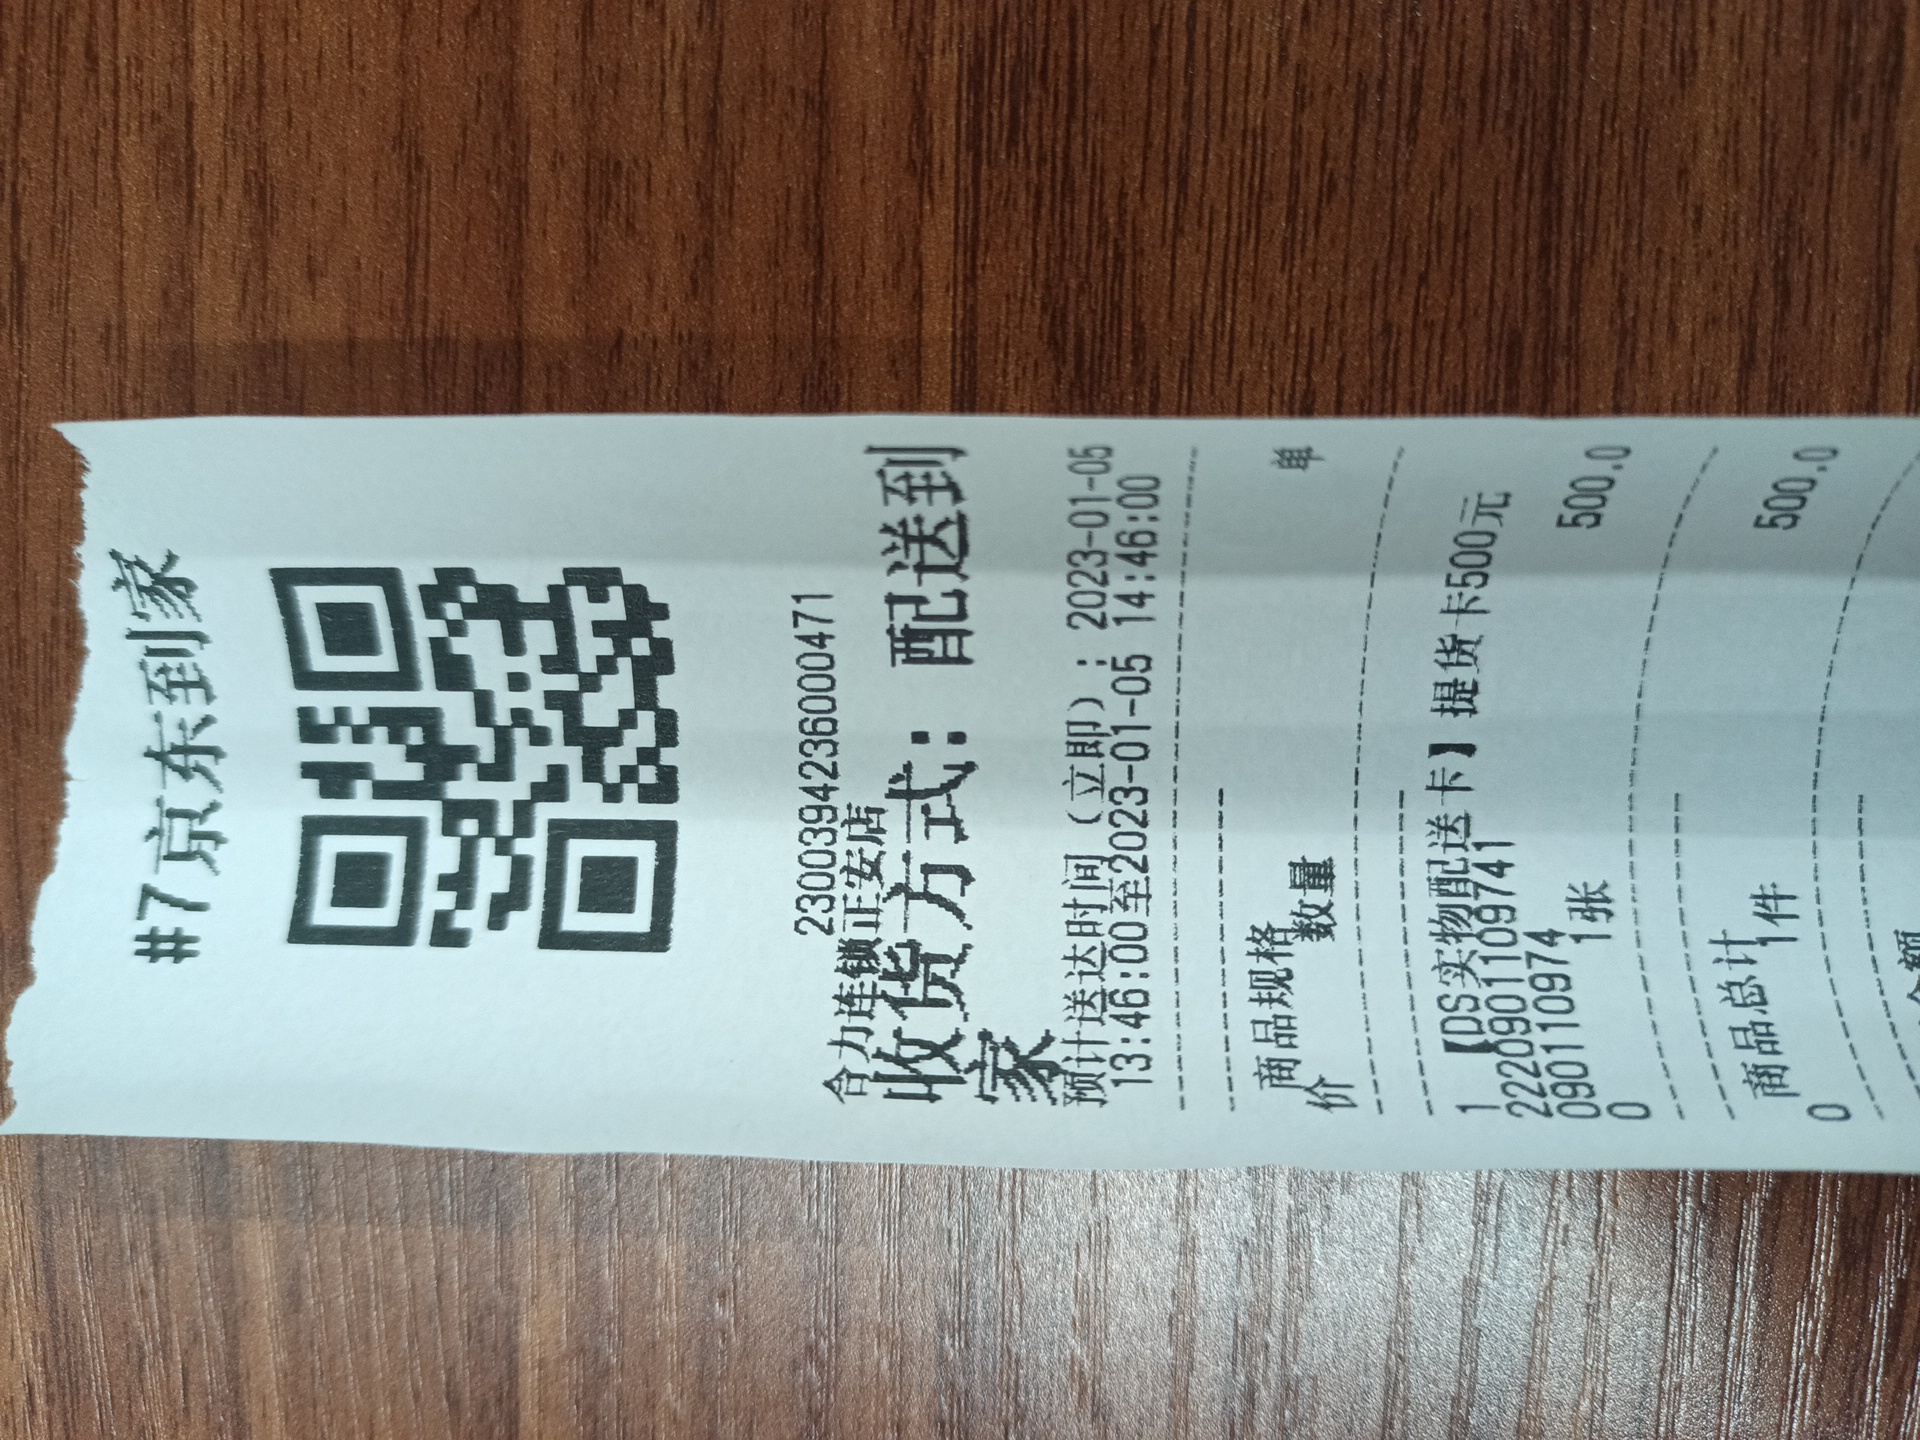 #7京东到家
2300394236000471
合力连锁正安店
收货方式：配送到
家
预计送达时间（立即）：2023-01-05
13:46:00至2023-01-05 14:46:00
商品规格 单
价 数量
1 【DS实物配送卡】提货卡500元
2220901109741
090110974
0 1张 500.0
商品总计
0 1件 500.0